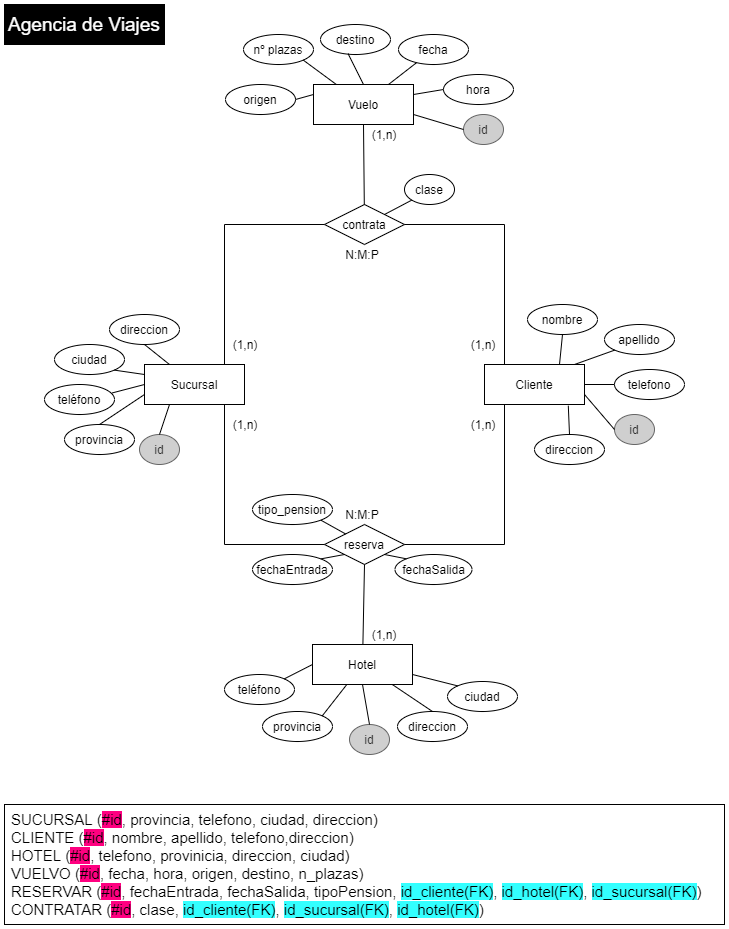 Agencia de Viajes
destino
nº plazas
fecha
origen
Vuelo
hora
id
(1,n)
clase
contrata
N:M:P
direccion
ciudad
teléfono
provincia
id
Sucursal
(1,n)
(1,n)
nombre
apellido
telefono
id
direccion
Cliente
(1,n)
(1,n)
tipo_pension
N:M:P
reserva
fechaEntrada
fechaSalida
(1,n)
Hotel
teléfono
provincia
id
direccion
ciudad
SUCURSAL (#id, provincia, telefono, ciudad, direccion)
CLIENTE (#id, nombre, apellido, telefono,direccion)
HOTEL (#id, telefono, provinicia, direccion, ciudad)
VUELVO (#id, fecha, hora, origen, destino, n_plazas)
RESERVAR (#id, fechaEntrada, fechaSalida, tipoPension, id_cliente(FK), id_hotel(FK), id_sucursal(FK))
CONTRATAR (#id, clase, id_cliente(FK), id_sucursal(FK), id_hotel(FK))